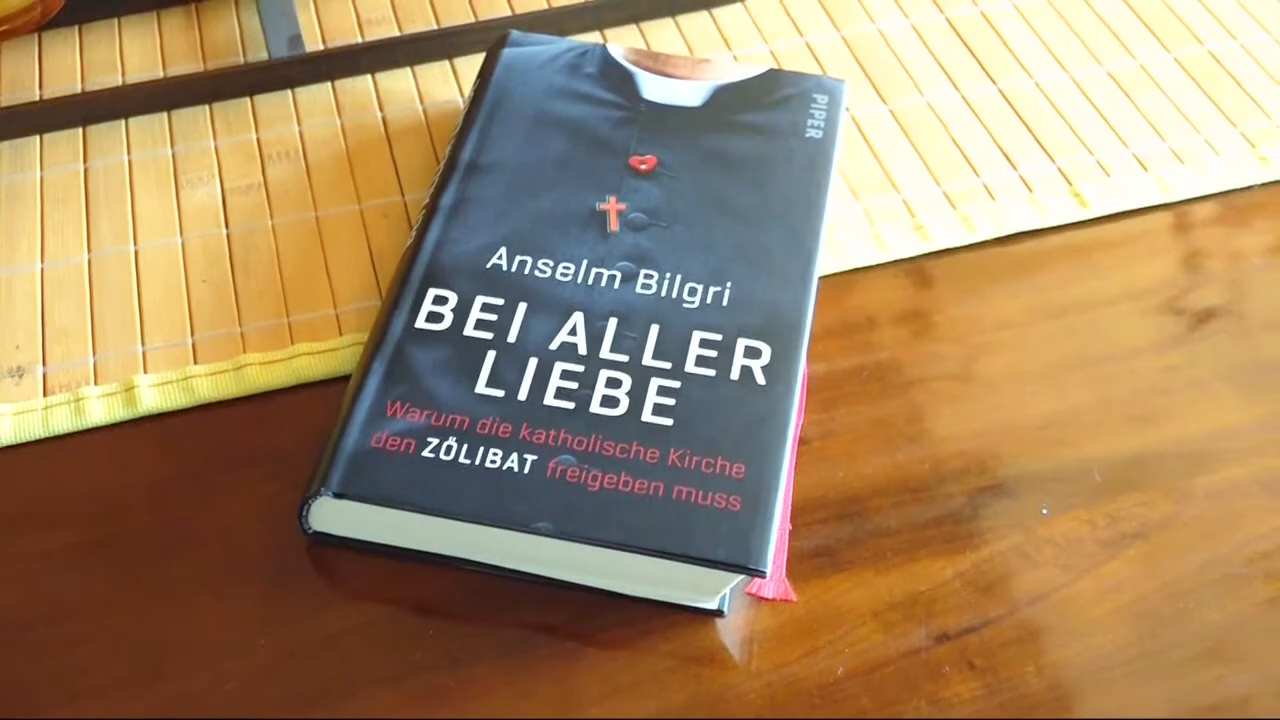 PIPER
Anselm Bilgri
BEI ALLER
LIEBE
Warum die katholische Kirche
den ZÖLIBAT freigeben muss